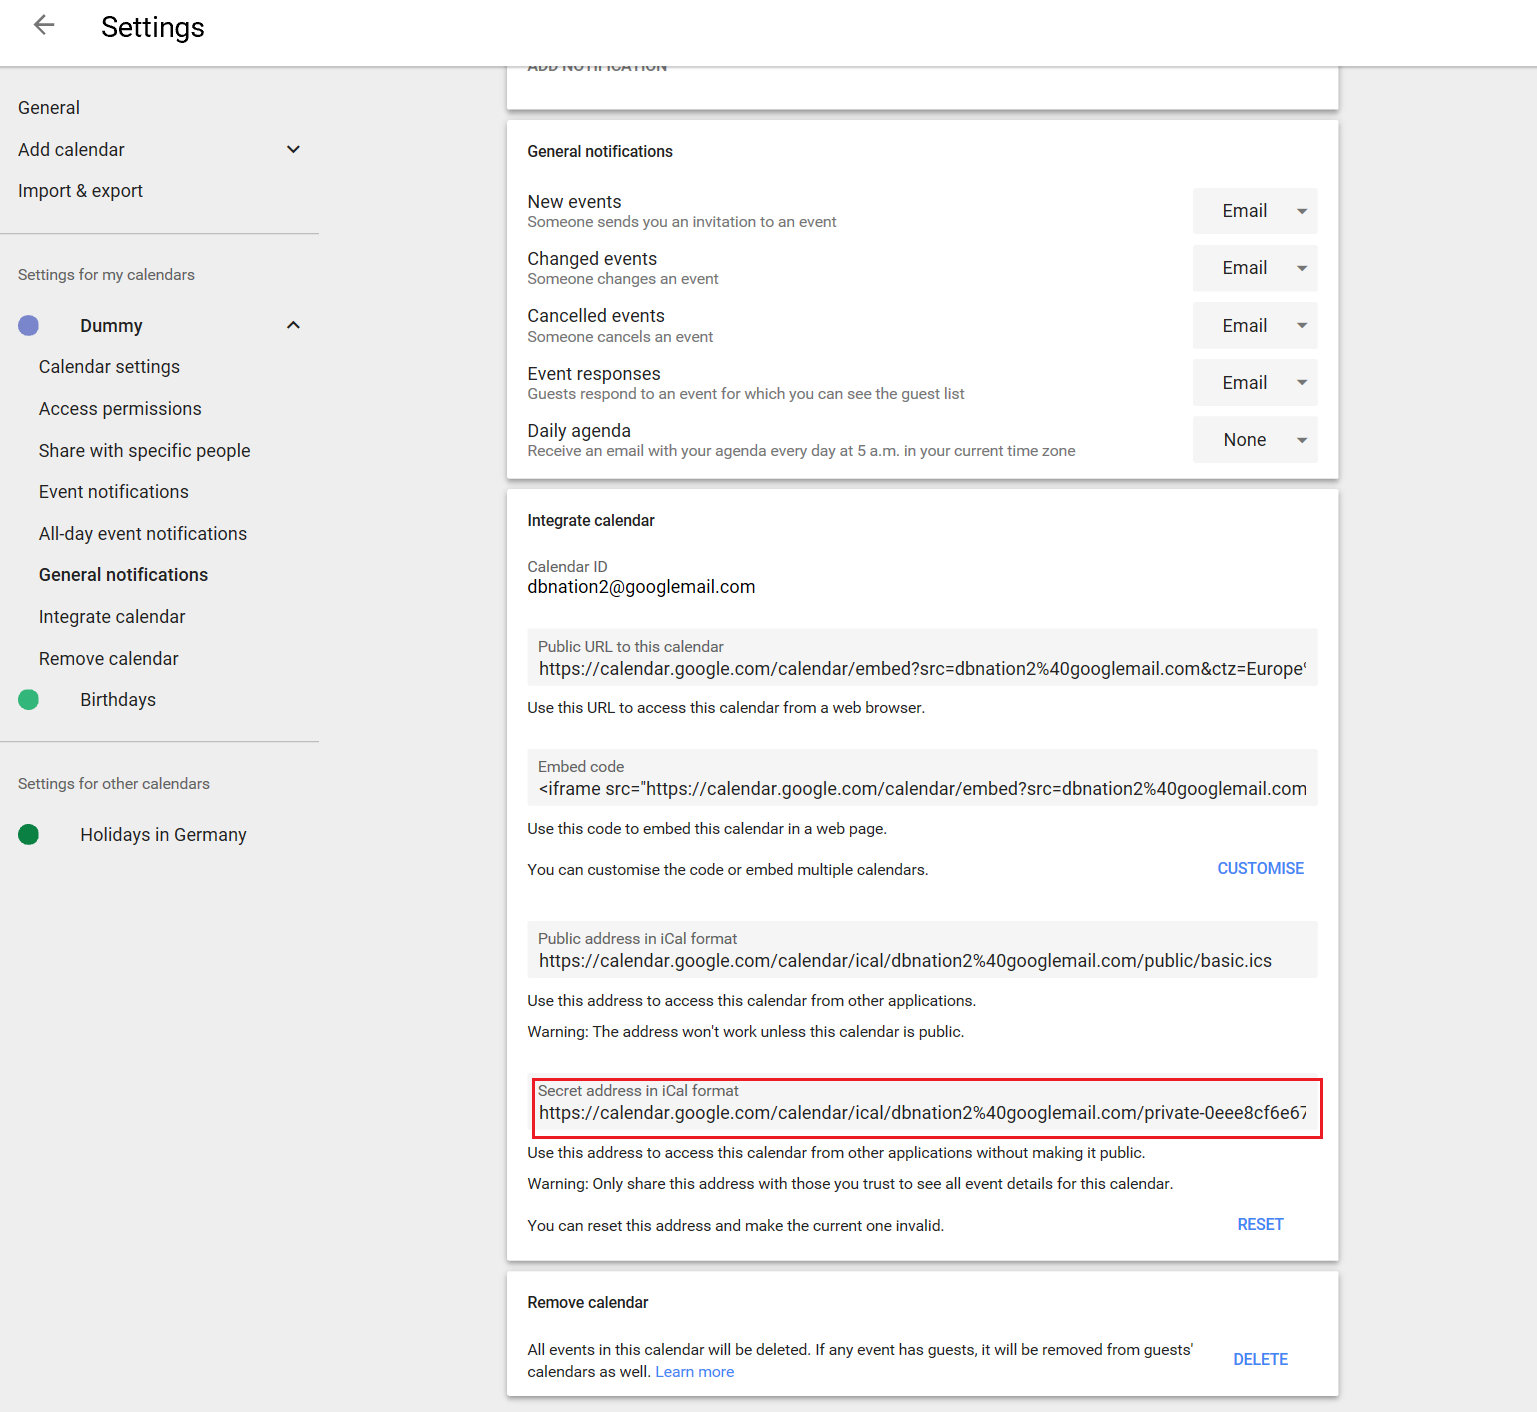 Settings
General
Add calendar
Import & export
Settings for my calendars
Dummy
Calendar settings
Access permissions
Share with specific people
Event notifications
All-day event notifications
General notifications
Integrate calendar
Remove calendar
Birthdays
Settings for other calendars
Holidays in Germany
ADD NOTIFICATION
General notifications
New events
Someone sends you an invitation to an event
Email
Changed events
Someone changes an event
Email
Cancelled events
Someone cancels an event
Email
Event responses
Guests respond to an event for which you can see the guest list
Email
Daily agenda
Receive an email with your agenda every day at 5 a.m. in your current time zone
None
Integrate calendar
Calendar ID
dbnation2@googlemail.com
Public URL to this calendar
https://calendar.google.com/calendar/embed?src=dbnation2%40googlemail.com&ctz=Europe%
Use this URL to access this calendar from a web browser.
Embed code
<iframe src="https://calendar.google.com/calendar/embed?src=dbnation2%40googlemail.com
Use this code to embed this calendar in a web page.
You can customise the code or embed multiple calendars.
CUSTOMISE
Public address in iCal format
https://calendar.google.com/calendar/ical/dbnation2%40googlemail.com/public/basic.ics
Use this address to access this calendar from other applications.
Warning: The address won't work unless this calendar is public.
Secret address in iCal format
https://calendar.google.com/calendar/ical/dbnation2%40googlemail.com/private-0eee8cf6e67
Use this address to access this calendar from other applications without making it public.
Warning: Only share this address with those you trust to see all event details for this calendar.
You can reset this address and make the current one invalid.
RESET
Remove calendar
All events in this calendar will be deleted. If any event has guests, it will be removed from guests'
calendars as well. Learn more
DELETE